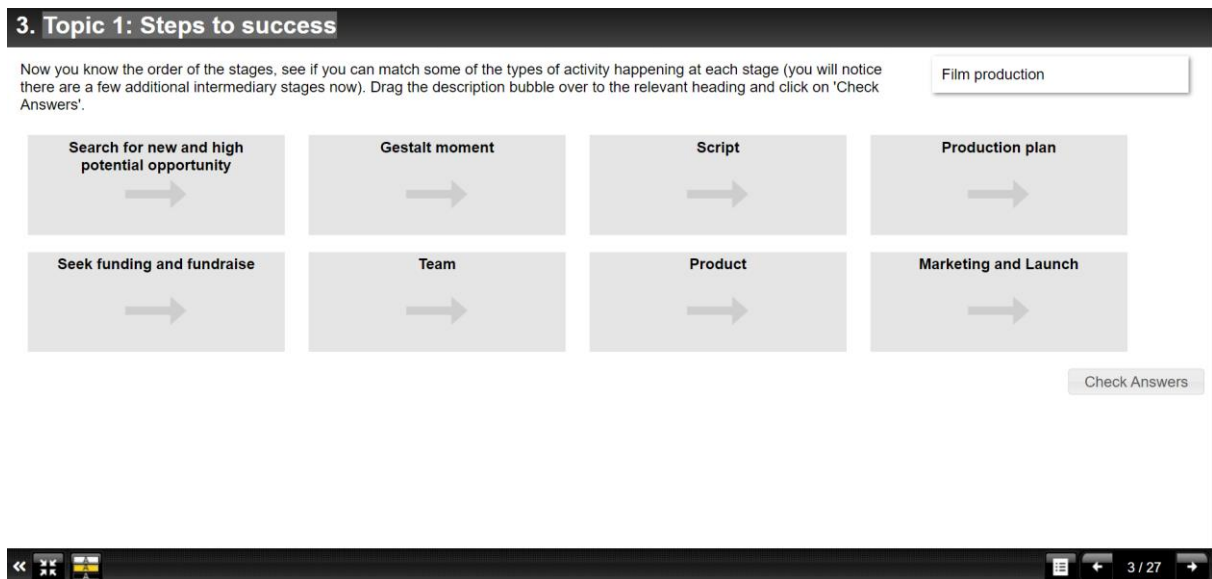 3. Topic 1: Steps to success
Now you know the order of the stages, see if you can match some of the types of activity happening at each stage (you will notice
there are a few additional intermediary stages now). Drag the description bubble over to the relevant heading and click on 'Check
Answers'.
Film production
Search for new and high
potential opportunity
Gestalt moment
Script
Production plan
Seek funding and fundraise
Team
Product
Marketing and Launch
Check Answers
3 / 27